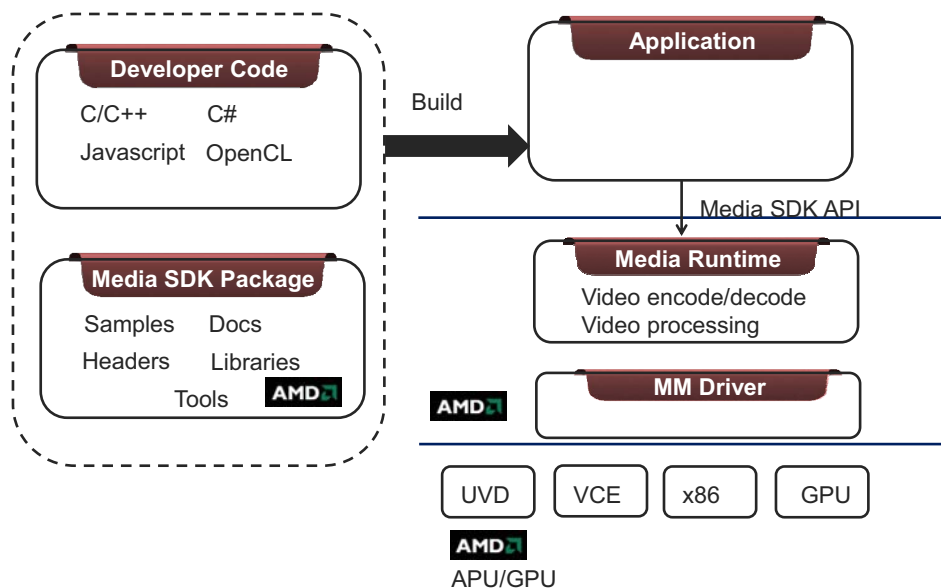 Developer Code
C/C++ C#
Javascript OpenCL
Media SDK Package
Samples Docs
Headers Libraries
Tools AMD
Build
Application
Media SDK API
Media Runtime
Video encode/decode
Video processing
MM Driver
AMD
UVD VCE x86 GPU
AMD
APU/GPU